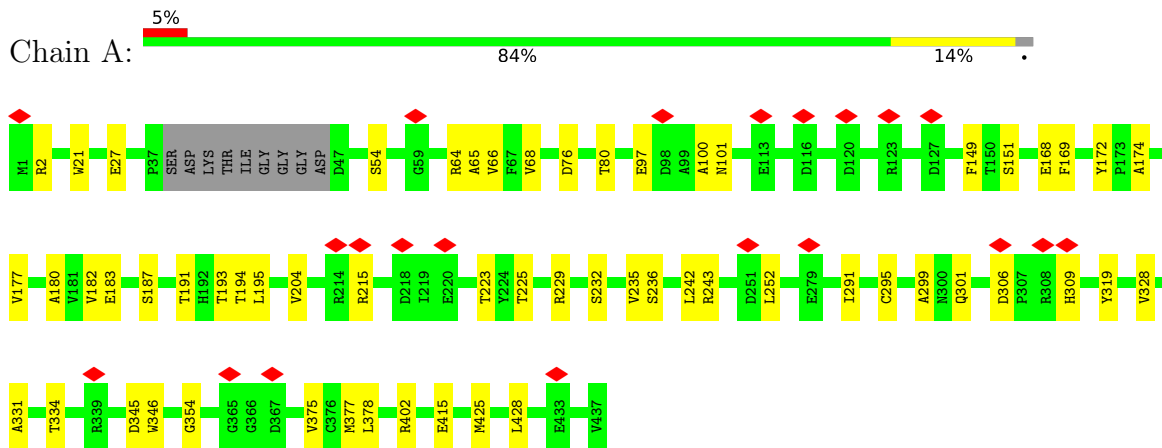 5%
Chain A:
84% 14% •
M1 R2 W21 E27 P37 SER ASP LYS THR ILE GLY GLY GLY ASP D47 S54 G59 R64 A65 V66 F67 V68 D76 T80 E97 D98 A99 A100 N101 E113 D116 D120 R123 D127 F149 T150 S151 E168 F169 Y172 P173 A174
V177 A180 V181 V182 E183 S187 T191 H192 T193 T194 L195 V204 R214 R215 D218 I219 E220 T223 Y224 T225 R229 S232 V235 S236 L242 R243 D251 L252 E279 I291 C295 A299 N300 Q301 D306 P307 R308 H309 Y319 V328
A331 T334 R339 D345 W346 G354 G365 G366 D367 V375 C376 M377 L378 R402 E415 M425 L428 E433 V437